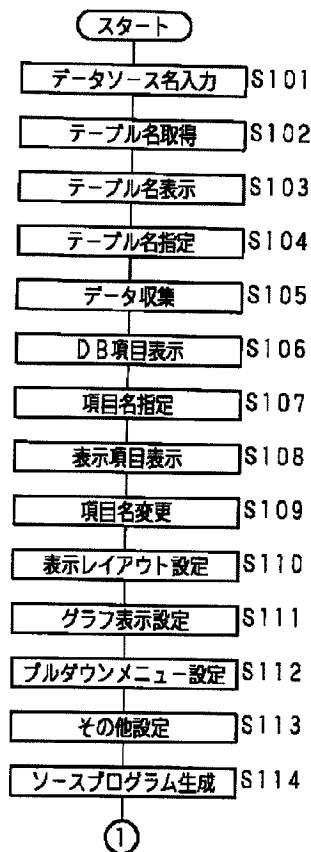 スタート
データソース名入力 S101
テーブル名取得 S102
テーブル名表示 S103
テーブル名指定 S104
データ収集 S105
DB項目表示 S106
項目名指定 S107
表示項目表示 S108
項目名変更 S109
表示レイアウト設定 S110
グラフ表示設定 S111
プルダウンメニュー設定 S112
その他設定 S113
ソースプログラム生成 S114
①